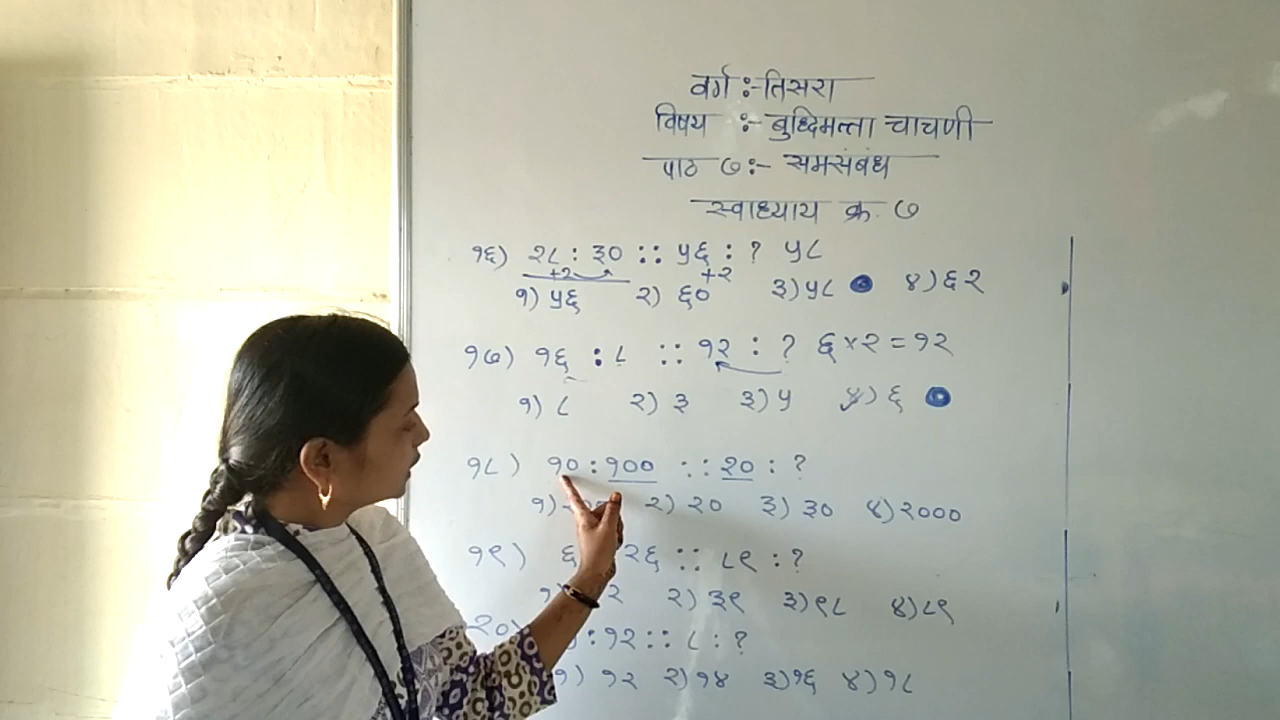 वर्ग :- तिसरा
विषय :- बुध्दिमत्ता चाचणी
पाठ ७ :- समसंबंध
स्वाध्याय क्र. ७
१६) २८ : ३० :: ५६ : ? ५८
+२ +२
१) ५६ २) ६० ३) ५८ ४) ६२
१७) १६ : ८ :: १२ : ? ६ × २ = १२
१) ८ २) ३ ३) ५ ४) ६
१८) १० : १०० :: २० : ?
१) २) २० ३) ३० ४) २०००
१९) ६ २६ :: ८९ : ?
२ २) ३९ ३) ९८ ४) ८९
२०) : १२ :: ८ : ?
१) १२ २) १४ ३) १६ ४) १८